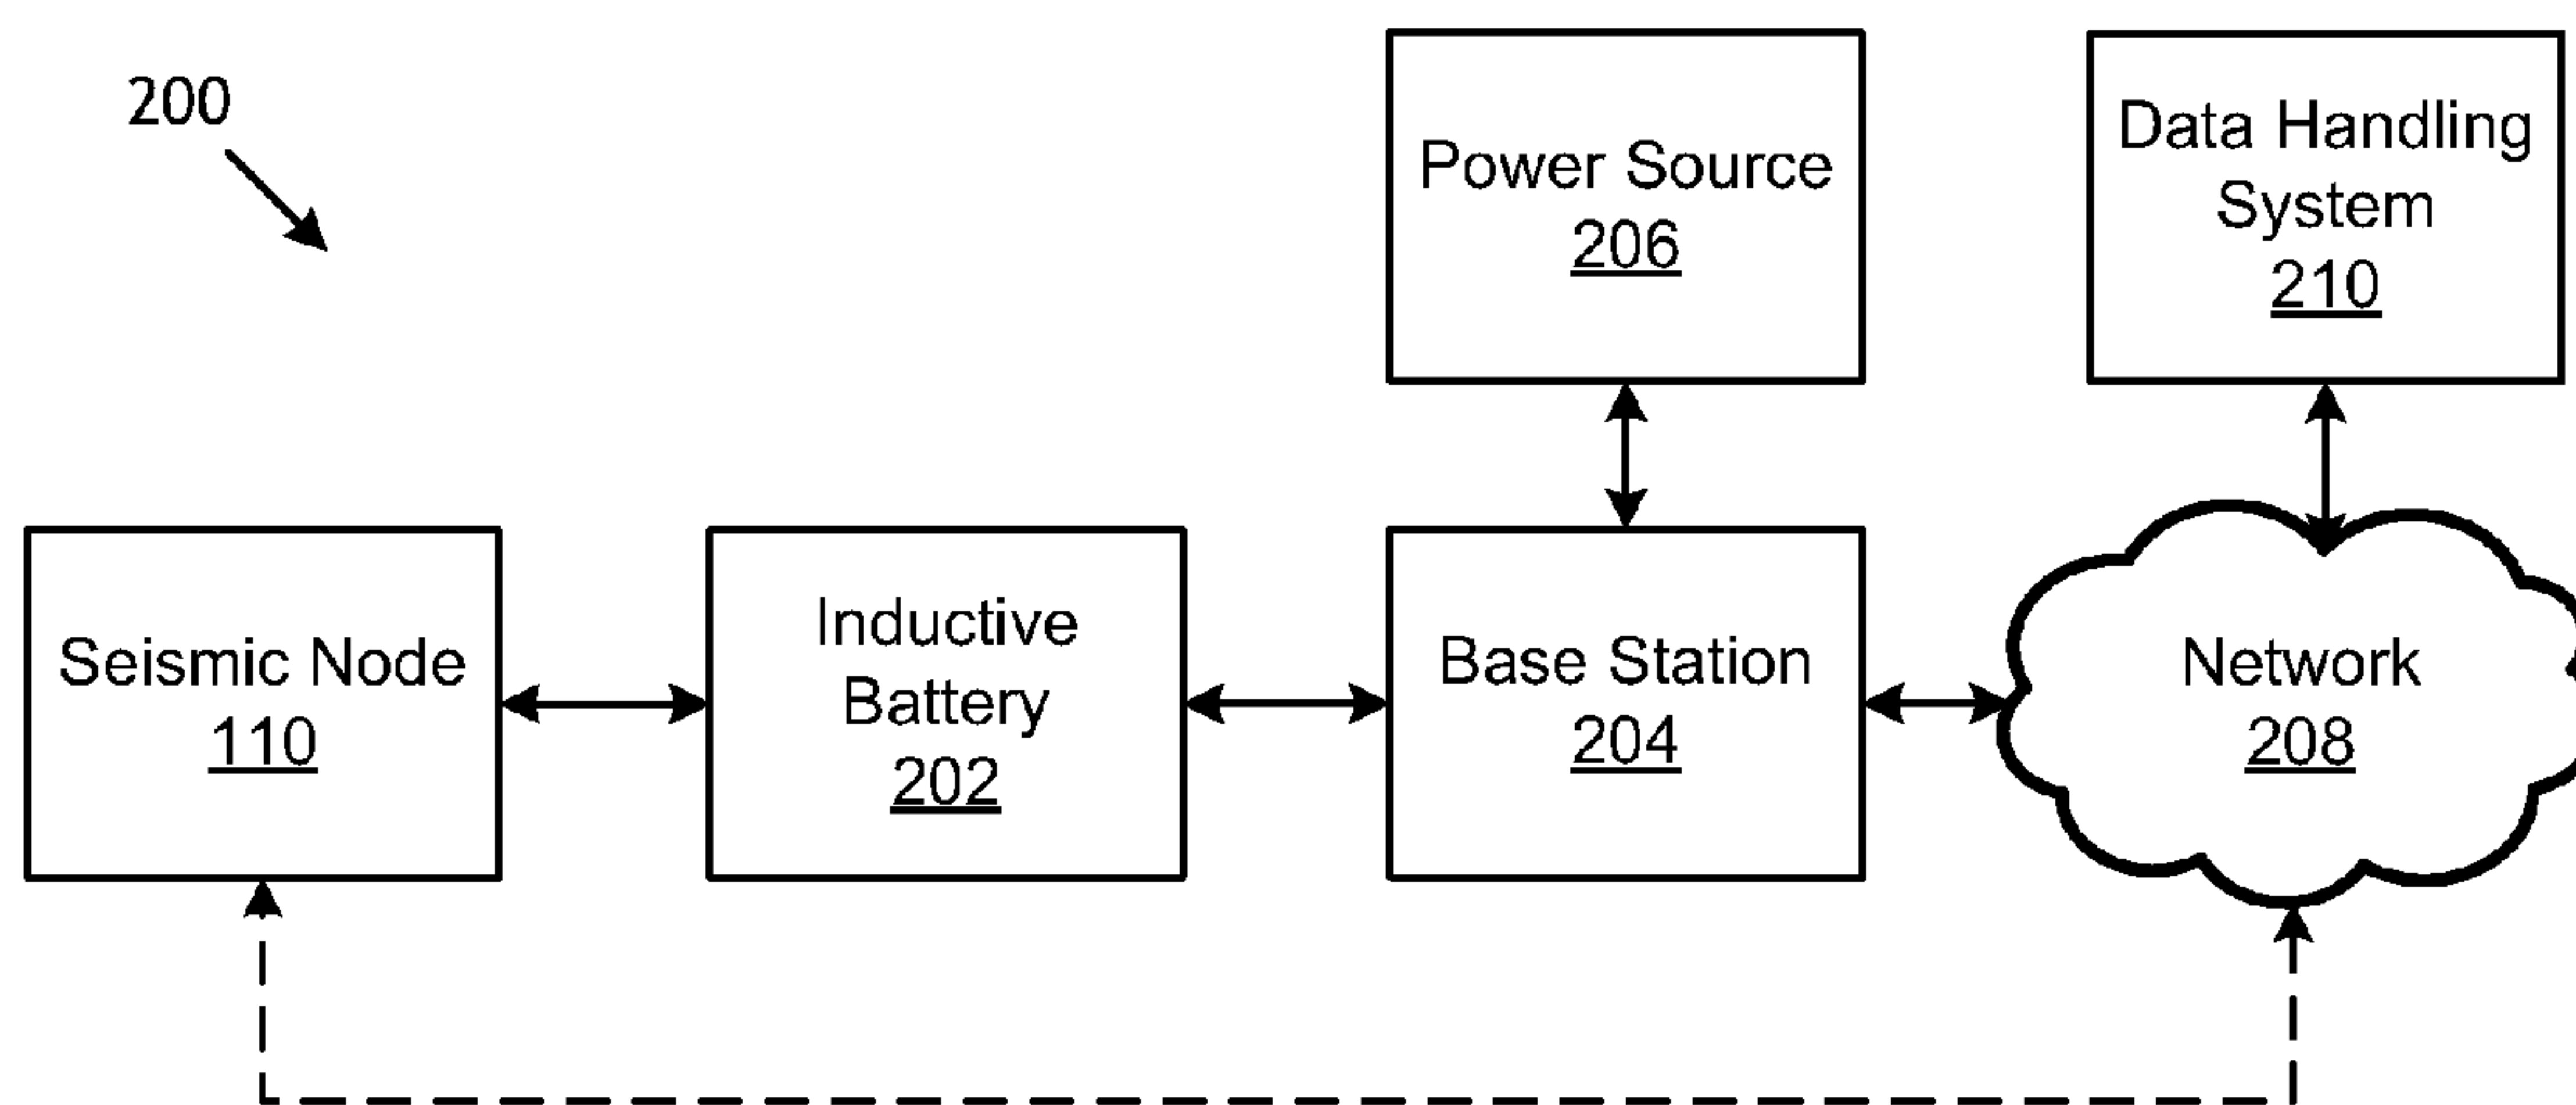 200
Power Source
206
Data Handling
System
210
Seismic Node
110
Inductive
Battery
202
Base Station
204
Network
208